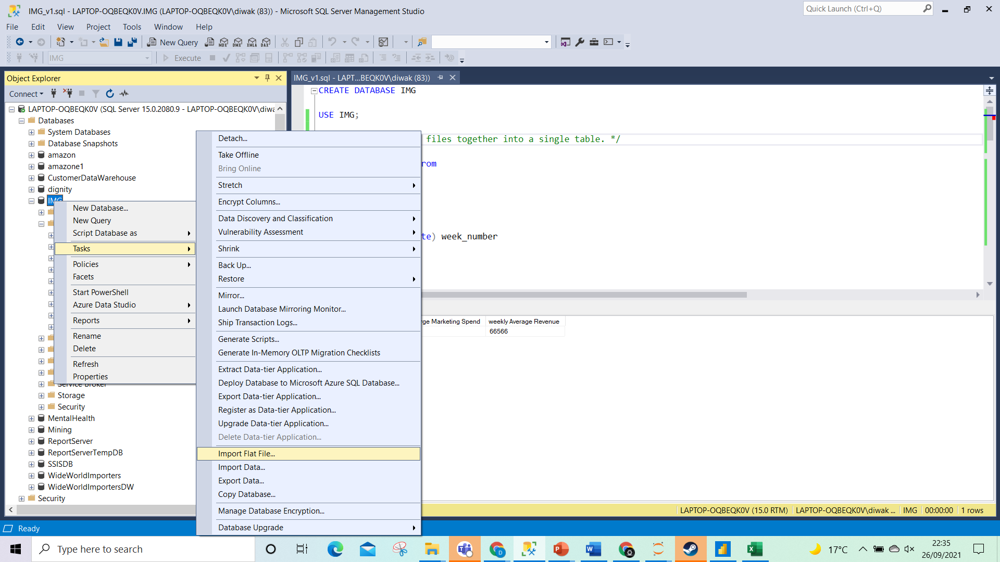 IMG_v1.sql - LAPTOP-OQBEQK0V.IMG (LAPTOP-OQBEQK0V\diwak (83)) - Microsoft SQL Server Management Studio
Quick Launch (Ctrl+Q)
File Edit View Project Tools Window Help
New Query MDX DMX XMLA DAX
IMG Execute
Object Explorer
IMG_v1.sql - LAPT...BEQK0V\diwak (83))
Connect
CREATE DATABASE IMG
LAPTOP-OQBEQK0V (SQL Server 15.0.2080.9 - LAPTOP-OQBEQK0V\diwa
Databases
USE IMG;
System Databases
Database Snapshots
files together into a single table. */
amazon
amazone1
rom
CustomerDataWarehouse
dignity
IMG
te) week_number
New Database...
New Query
Script Database as
Tasks
Policies
Facets
Start PowerShell
Azure Data Studio
Reports
Rename
Delete
Refresh
Properties
Detach...
Take Offline
Bring Online
Stretch
Encrypt Columns...
Data Discovery and Classification
Vulnerability Assessment
Shrink
Back Up...
Restore
Mirror...
Launch Database Mirroring Monitor...
Ship Transaction Logs...
Generate Scripts...
Generate In-Memory OLTP Migration Checklists
Extract Data-tier Application...
Deploy Database to Microsoft Azure SQL Database...
Export Data-tier Application...
Register as Data-tier Application...
Upgrade Data-tier Application...
Delete Data-tier Application...
Import Flat File...
Import Data...
Export Data...
Copy Database...
Manage Database Encryption...
Database Upgrade
rge Marketing Spend weekly Average Revenue
66566
Service Broker
Storage
Security
MentalHealth
Mining
ReportServer
ReportServerTempDB
SSISDB
WideWorldImporters
WideWorldImportersDW
Security
LAPTOP-OQBEQK0V (15.0 RTM) LAPTOP-OQBEQK0V\diwak ... IMG 00:00:00 1 rows
Ready
Type here to search
17°C
22:35
26/09/2021